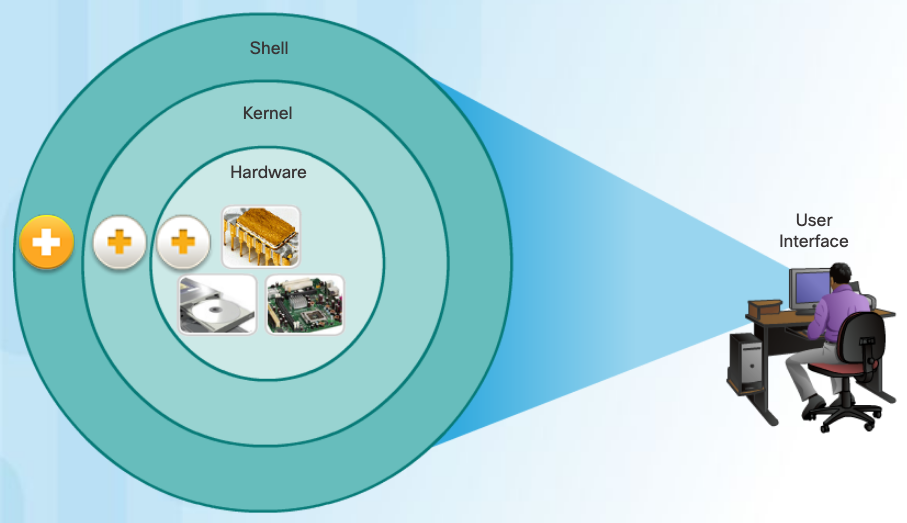 Shell
Kernel
Hardware
User
Interface